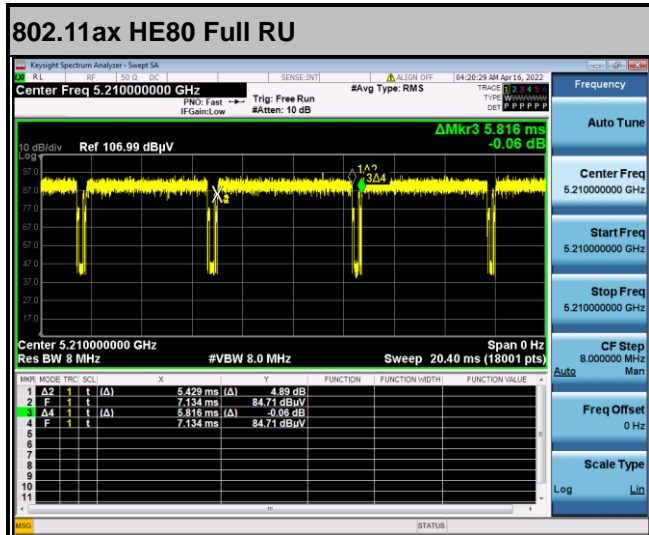 802.11ax HE80 Full RU
Keysight Spectrum Analyzer - Swept SA
RL RF 50 Ω DC SENSE:INT ALIGN OFF 04:20:29 AM Apr 16, 2022
Center Freq 5.210000000 GHz #Avg Type: RMS TRACE 1 2 3 4 5 6
PNO: Fast Trig: Free Run TYPE WWWWWW
IFGain:Low #Atten: 10 dB DET P P P P P P
Frequency
Auto Tune
ΔMkr3 5.816 ms
10 dB/div Ref 106.99 dBµV -0.06 dB
Log
97.0
87.0
77.0
67.0
57.0
47.0
37.0
27.0
17.0
1Δ2
3Δ4
Center 5.210000000 GHz Span 0 Hz
Res BW 8 MHz #VBW 8.0 MHz Sweep 20.40 ms (18001 pts)
MKR MODE TRC SCL X Y FUNCTION FUNCTION WIDTH FUNCTION VALUE
1 Δ2 1 t (Δ) 5.429 ms (Δ) 4.89 dB
2 F 1 t 7.134 ms 84.71 dBµV
3 Δ4 1 t (Δ) 5.816 ms (Δ) -0.06 dB
4 F 1 t 7.134 ms 84.71 dBµV
5
6
7
8
9
10
11
Center Freq
5.210000000 GHz
Start Freq
5.210000000 GHz
Stop Freq
5.210000000 GHz
CF Step
8.000000 MHz
Auto Man
Freq Offset
0 Hz
Scale Type
Log Lin
MSG STATUS